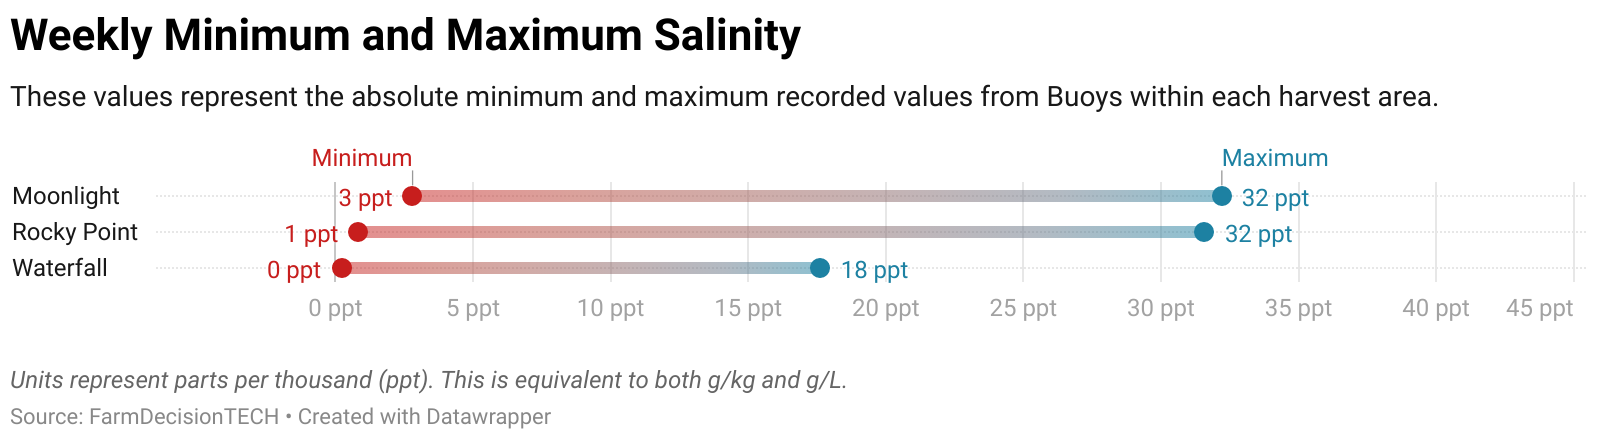 Weekly Minimum and Maximum Salinity
These values represent the absolute minimum and maximum recorded values from Buoys within each harvest area.
Minimum Maximum
Moonlight 3 ppt 32 ppt
Rocky Point 1 ppt 32 ppt
Waterfall 0 ppt 18 ppt
0 ppt 5 ppt 10 ppt 15 ppt 20 ppt 25 ppt 30 ppt 35 ppt 40 ppt 45 ppt
Units represent parts per thousand (ppt). This is equivalent to both g/kg and g/L.
Source: FarmDecisionTECH • Created with Datawrapper